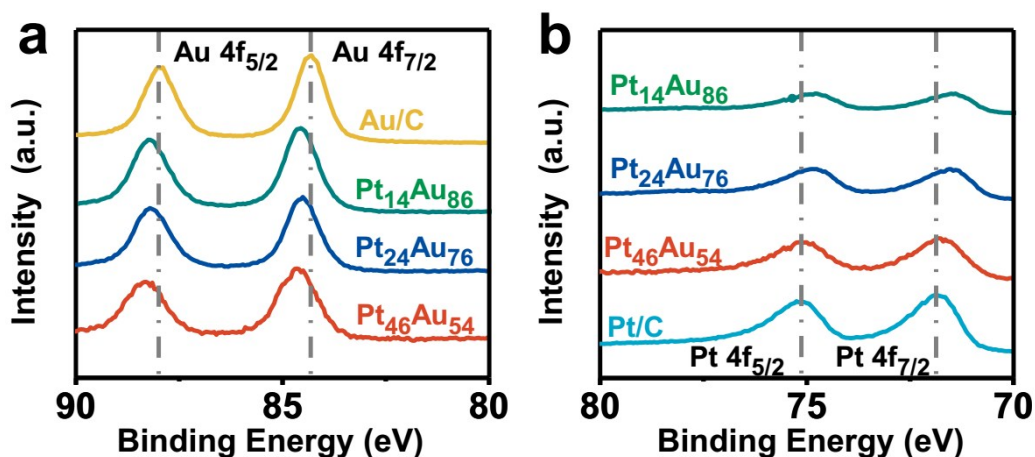 a
Au 4f5/2 Au 4f7/2
Au/C
Pt14Au86
Pt24Au76
Pt46Au54
Intensity (a.u.)
90 85 80
Binding Energy (eV)
b
Pt14Au86
Pt24Au76
Pt46Au54
Pt/C
Pt 4f5/2 Pt 4f7/2
Intensity (a.u.)
80 75 70
Binding Energy (eV)